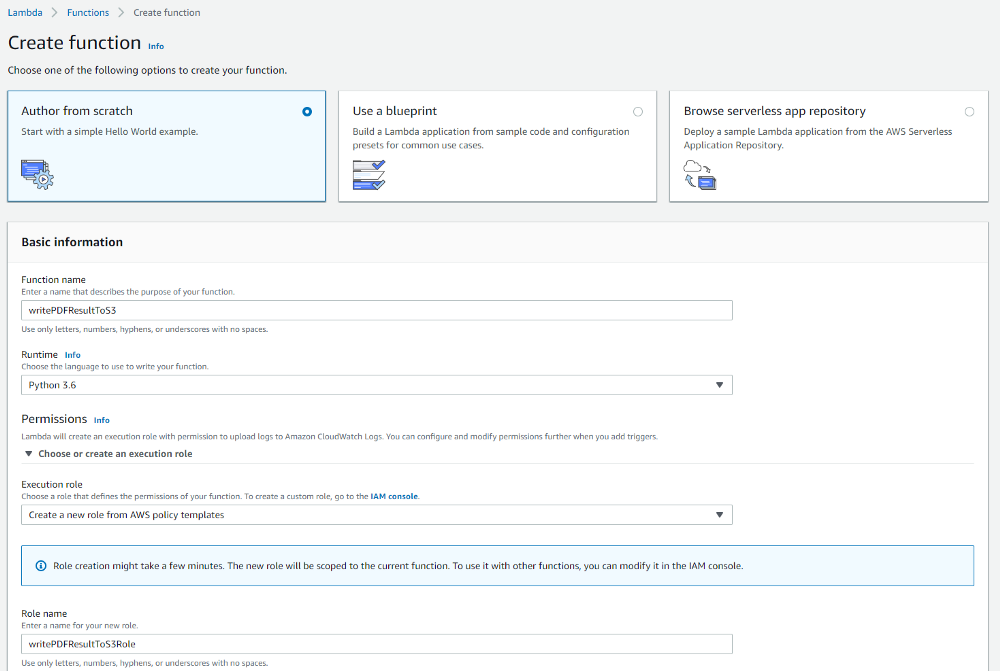 Lambda > Functions > Create function
Create function Info
Choose one of the following options to create your function.
Author from scratch
Start with a simple Hello World example.
Use a blueprint
Build a Lambda application from sample code and configuration
presets for common use cases.
Browse serverless app repository
Deploy a sample Lambda application from the AWS Serverless
Application Repository.
Basic information
Function name
Enter a name that describes the purpose of your function.
writePDFResultToS3
Use only letters, numbers, hyphens, or underscores with no spaces.
Runtime Info
Choose the language to use to write your function.
Python 3.6
Permissions Info
Lambda will create an execution role with permission to upload logs to Amazon CloudWatch Logs. You can configure and modify permissions further when you add triggers.
Choose or create an execution role
Execution role
Choose a role that defines the permissions of your function. To create a custom role, go to the IAM console.
Create a new role from AWS policy templates
Role creation might take a few minutes. The new role will be scoped to the current function. To use it with other functions, you can modify it in the IAM console.
Role name
Enter a name for your new role.
writePDFResultToS3Role
Use only letters, numbers, hyphens, or underscores with no spaces.